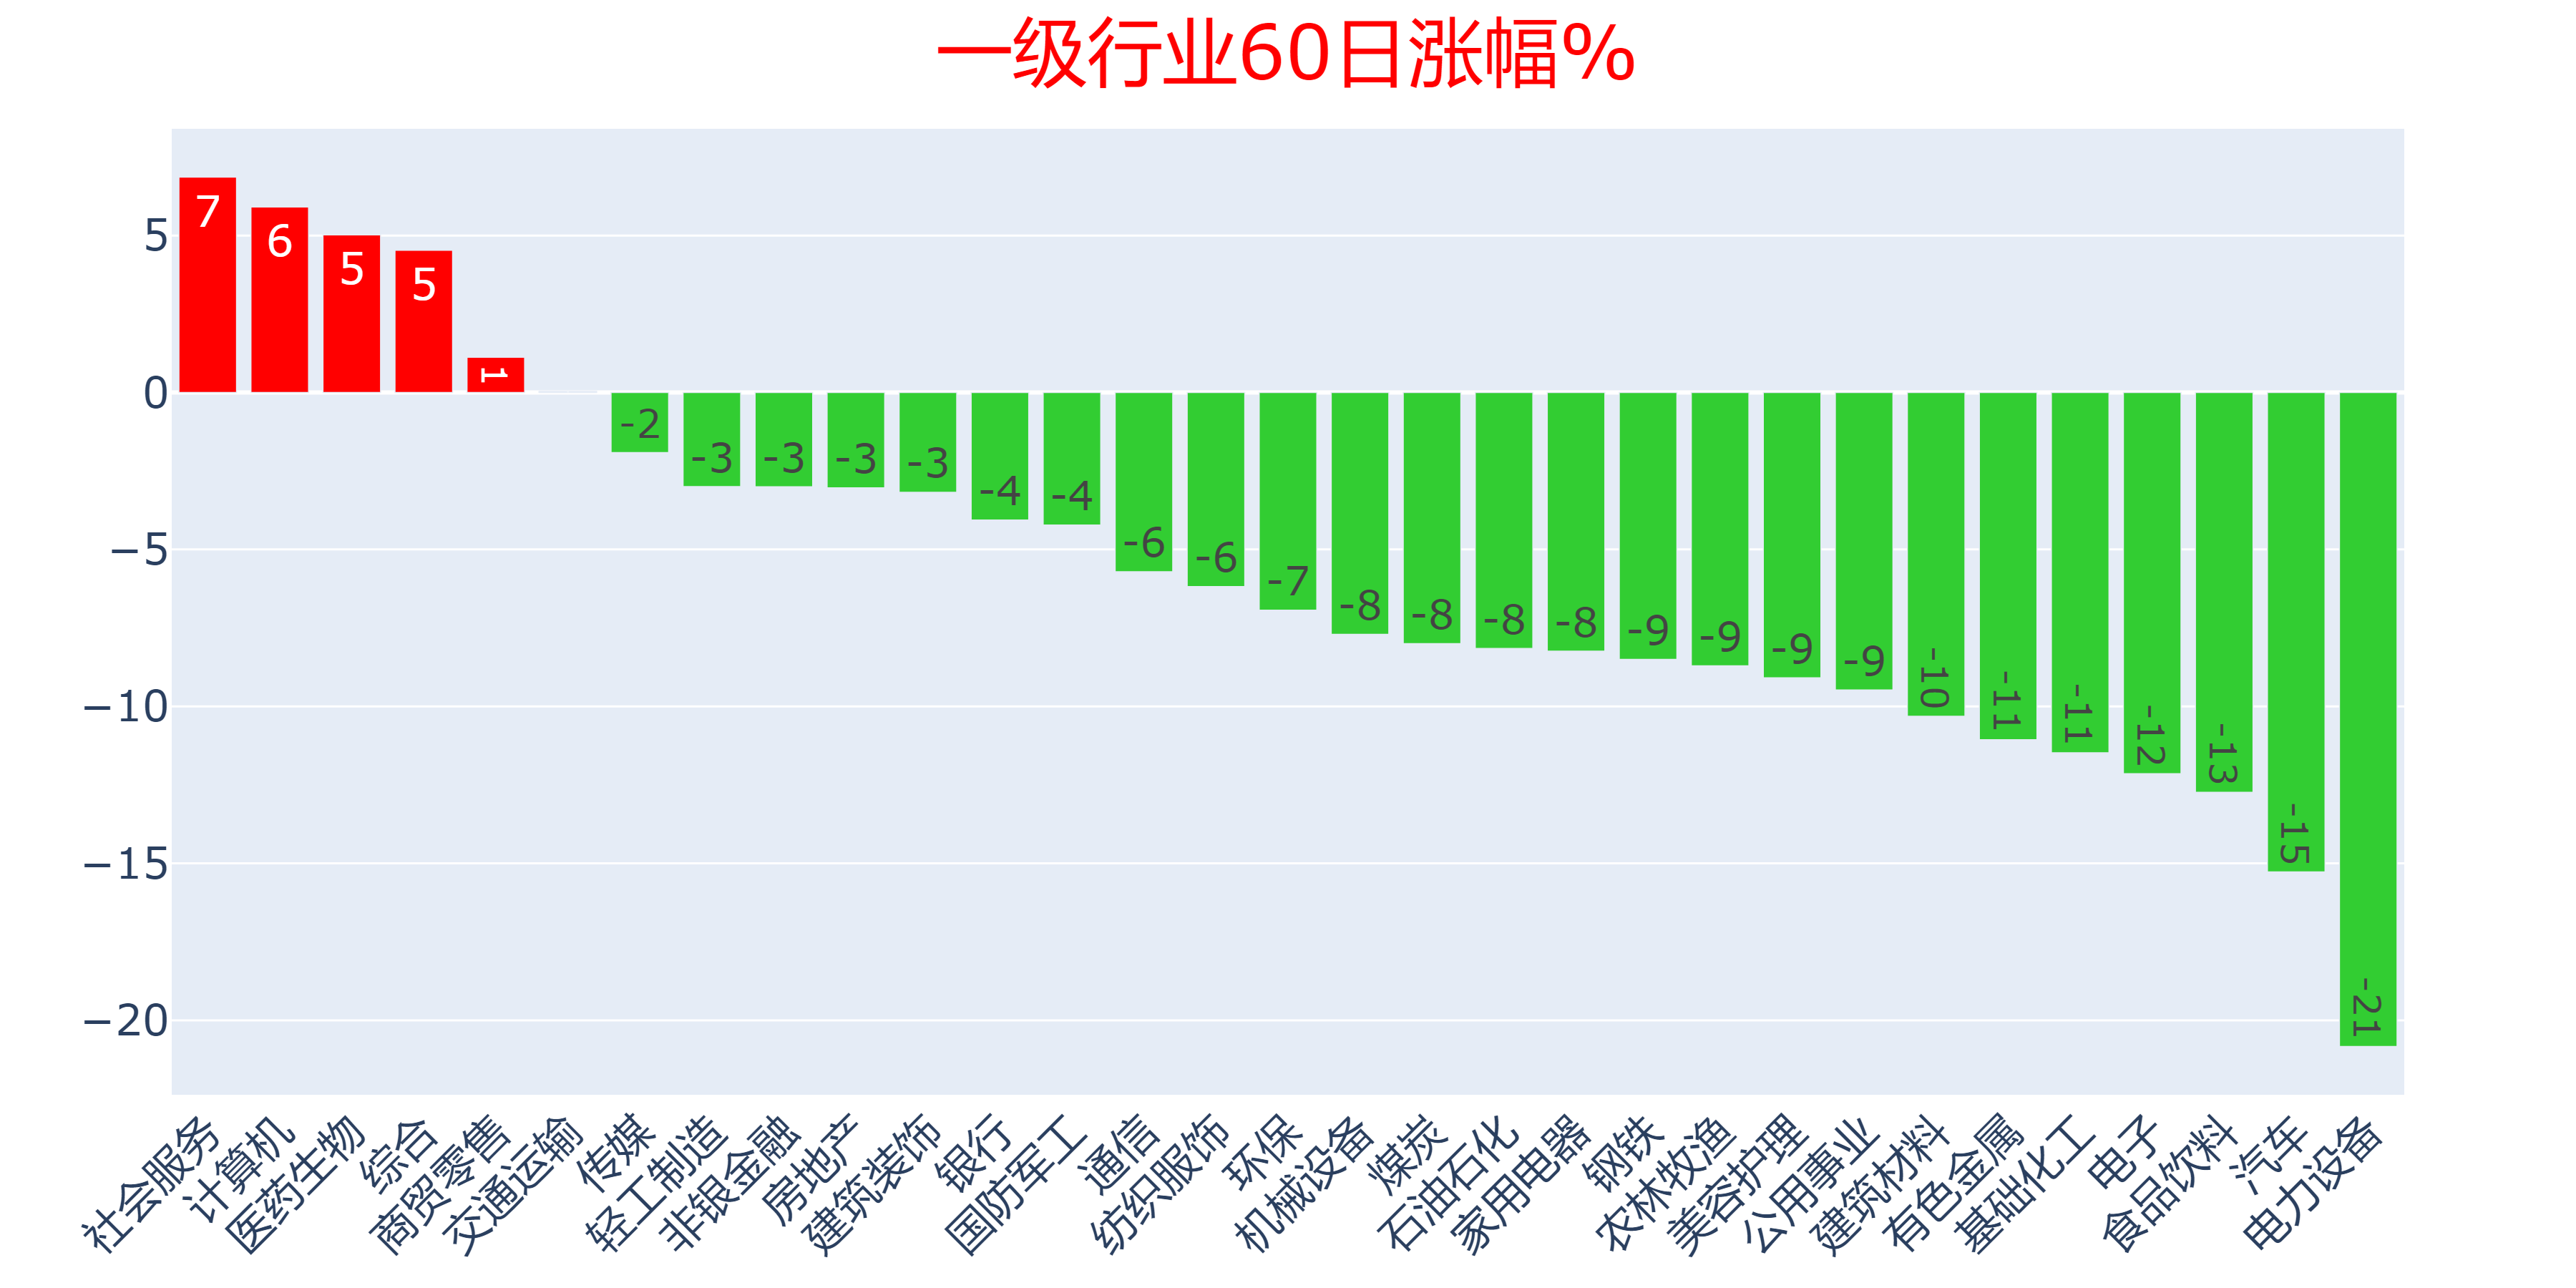 一级行业60日涨幅%
5
0
−5
−10
−15
−20
7
6
5
5
1
-2
-3
-3
-3
-3
-4
-4
-6
-6
-7
-8
-8
-8
-8
-9
-9
-9
-9
-10
-11
-11
-12
-13
-15
-21
社会服务
计算机
医药生物
综合
商贸零售
交通运输
传媒
轻工制造
非银金融
房地产
建筑装饰
银行
国防军工
通信
纺织服饰
环保
机械设备
煤炭
石油石化
家用电器
钢铁
农林牧渔
美容护理
公用事业
建筑材料
有色金属
基础化工
电子
食品饮料
汽车
电力设备